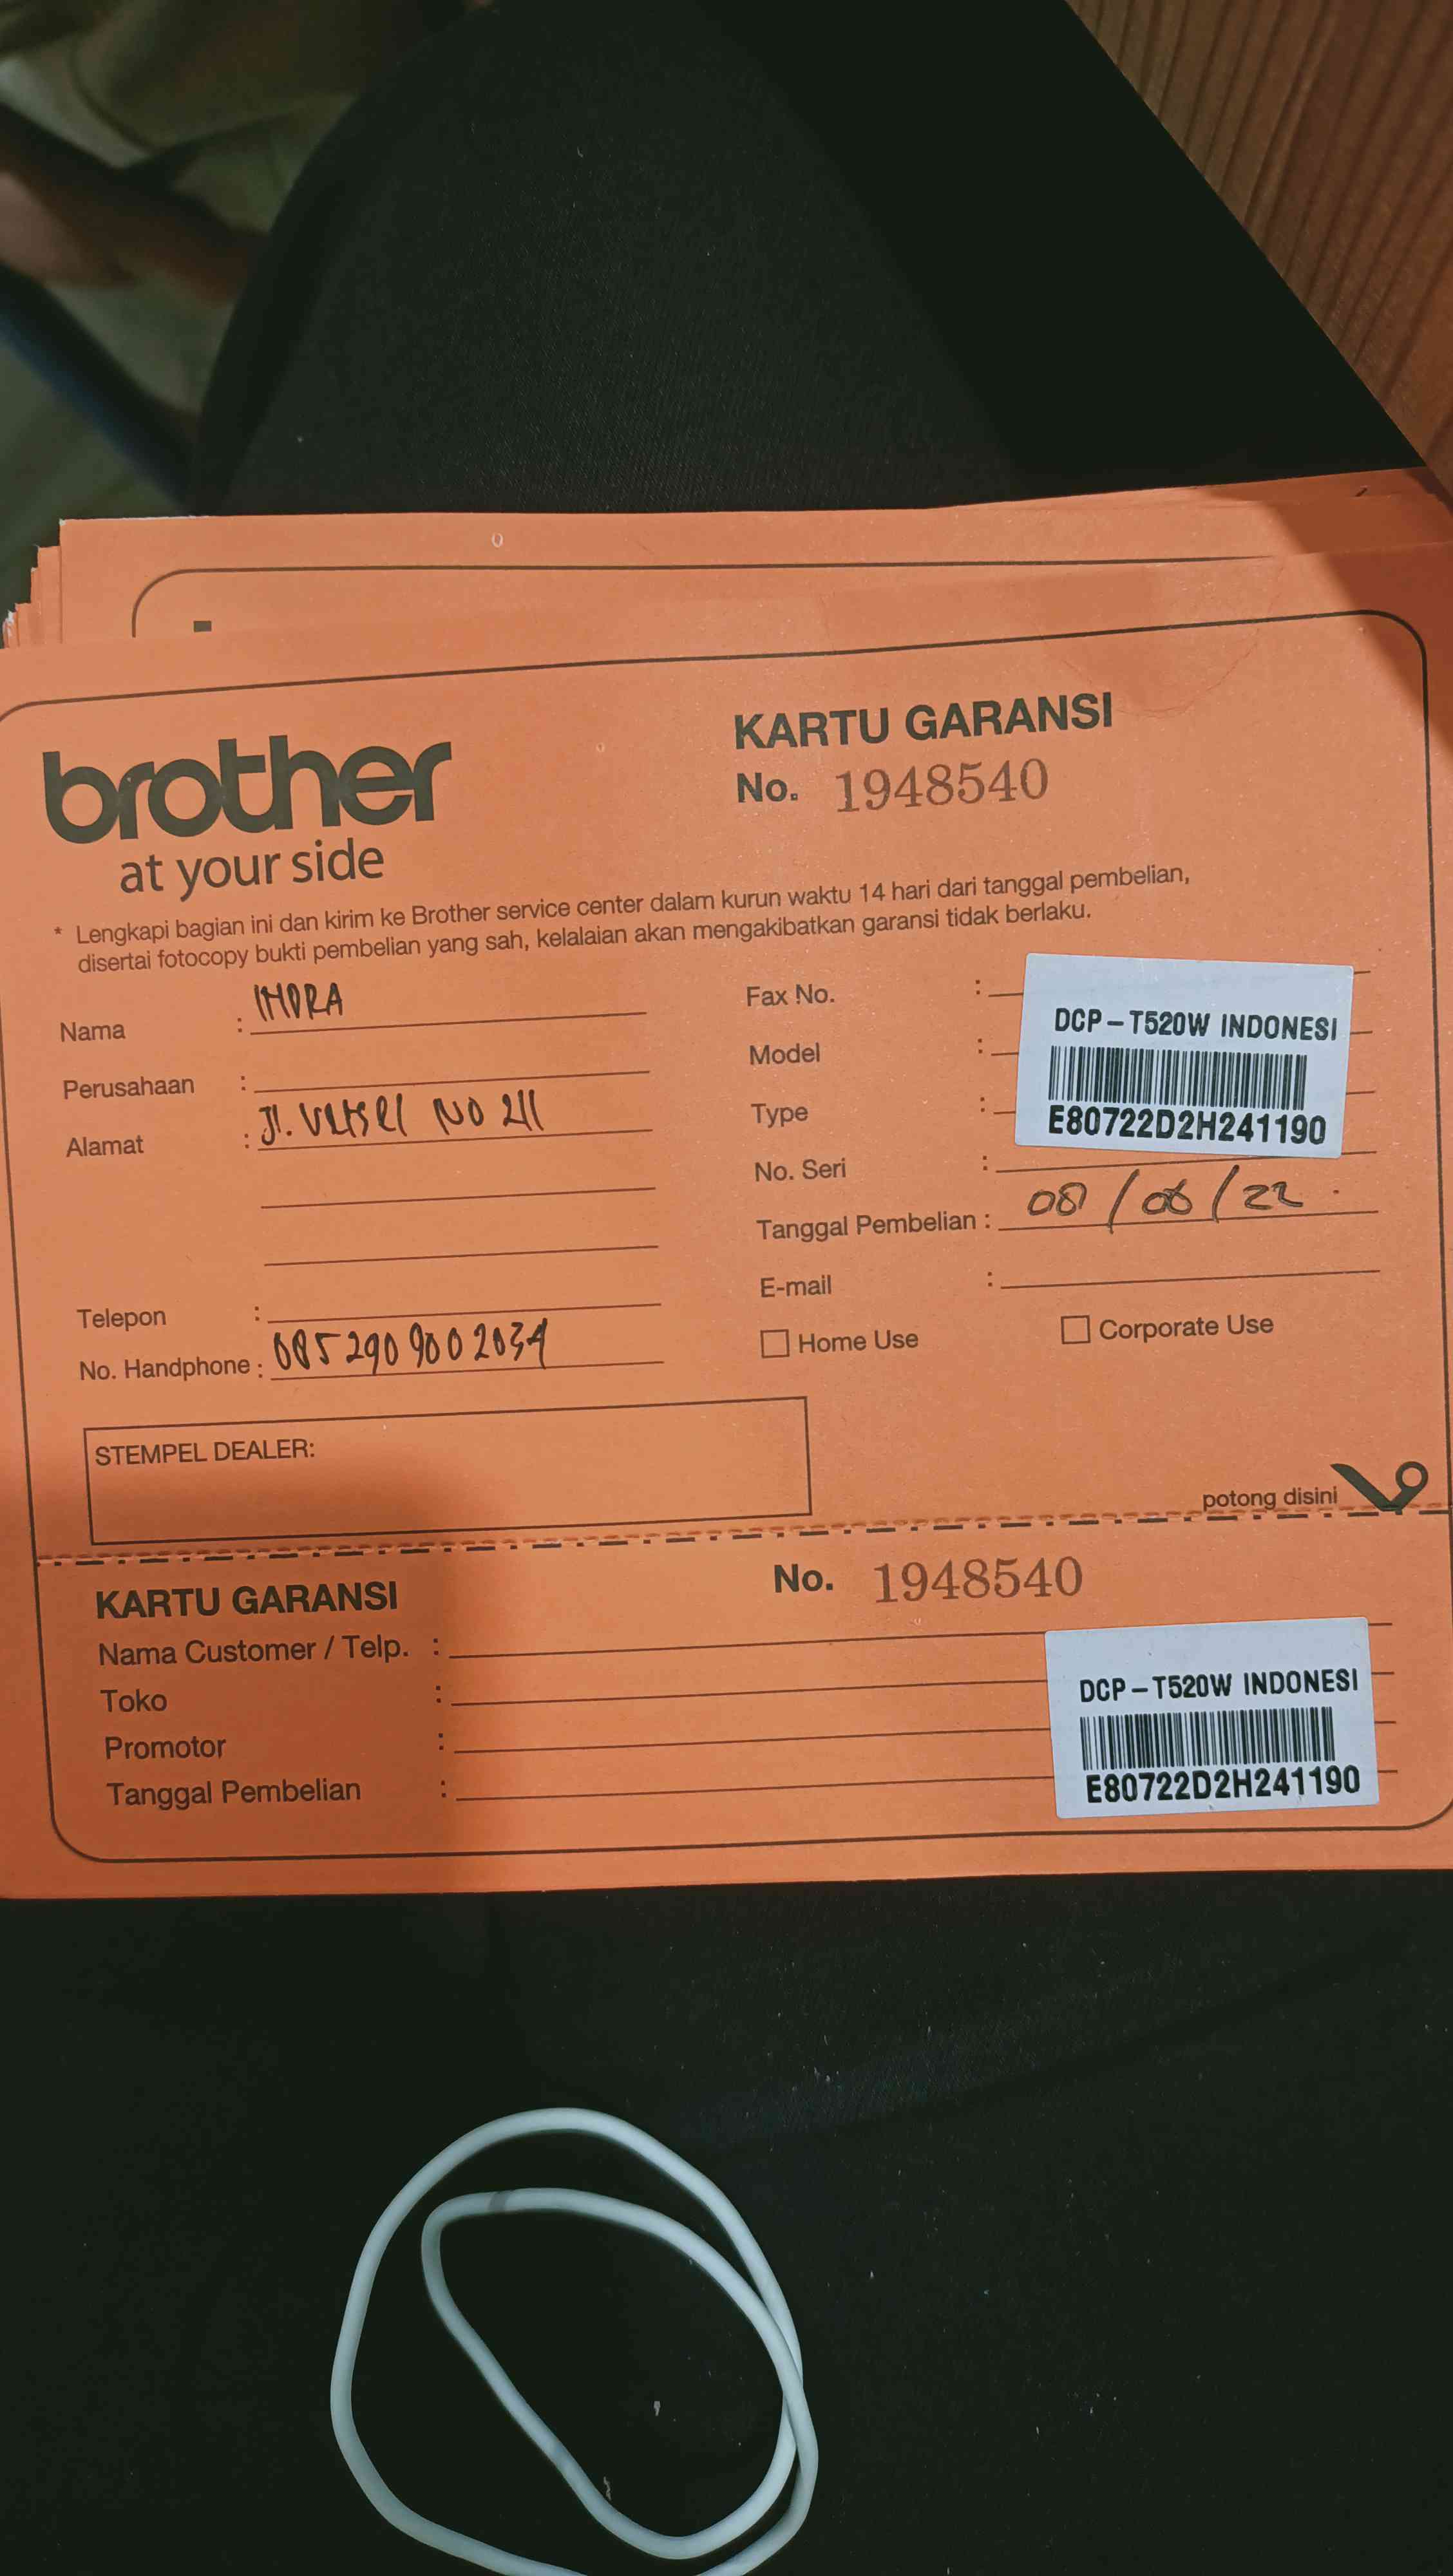 brother
at your side
KARTU GARANSI
No. 1948540
* Lengkapi bagian ini dan kirim ke Brother service center dalam kurun waktu 14 hari dari tanggal pembelian,
disertai fotocopy bukti pembelian yang sah, kelalaian akan mengakibatkan garansi tidak berlaku.
Nama : INDRA
Perusahaan :
Alamat : Jl. NO 211
Telepon :
No. Handphone : 0852909002034
Fax No. :
Model :
Type :
No. Seri :
DCP-T520W INDONESI
E80722D2H241190
Tanggal Pembelian : 08/06/22
E-mail :
Home Use
Corporate Use
STEMPEL DEALER:
potong disini
KARTU GARANSI
No. 1948540
Nama Customer / Telp. :
Toko :
Promotor :
Tanggal Pembelian :
DCP-T520W INDONESI
E80722D2H241190